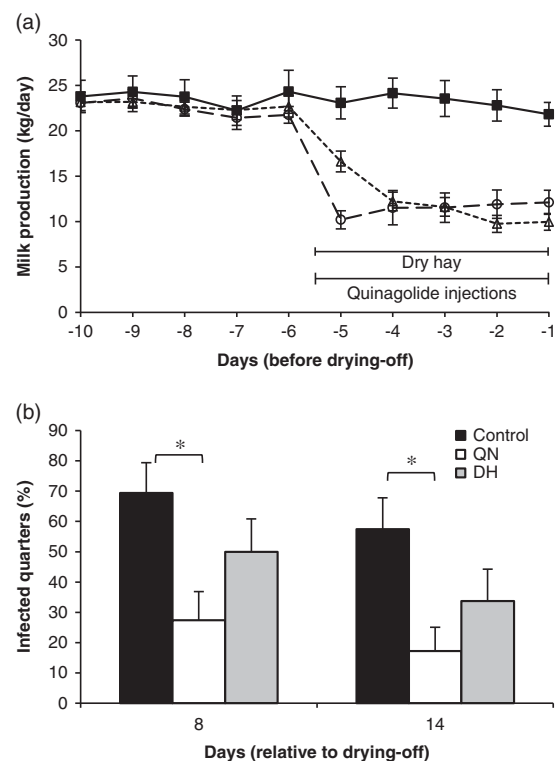 (a)
30
25
20
15
10
5
0
Milk production (kg/day)
Dry hay
Quinagolide injections
-10 -9 -8 -7 -6 -5 -4 -3 -2 -1
Days (before drying-off)
(b)
90
80
70
60
50
40
30
20
10
0
Infected quarters (%)
* *
Control
QN
DH
8 14
Days (relative to drying-off)